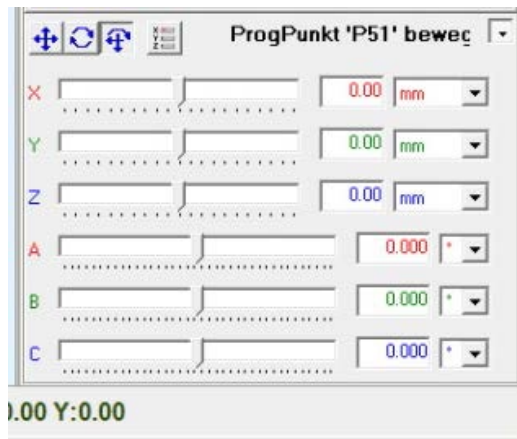 ProgPunkt 'P51' beweg
X 0.00 mm
Y 0.00 mm
Z 0.00 mm
A 0.000 °
B 0.000 °
C 0.000 °
.00 Y:0.00